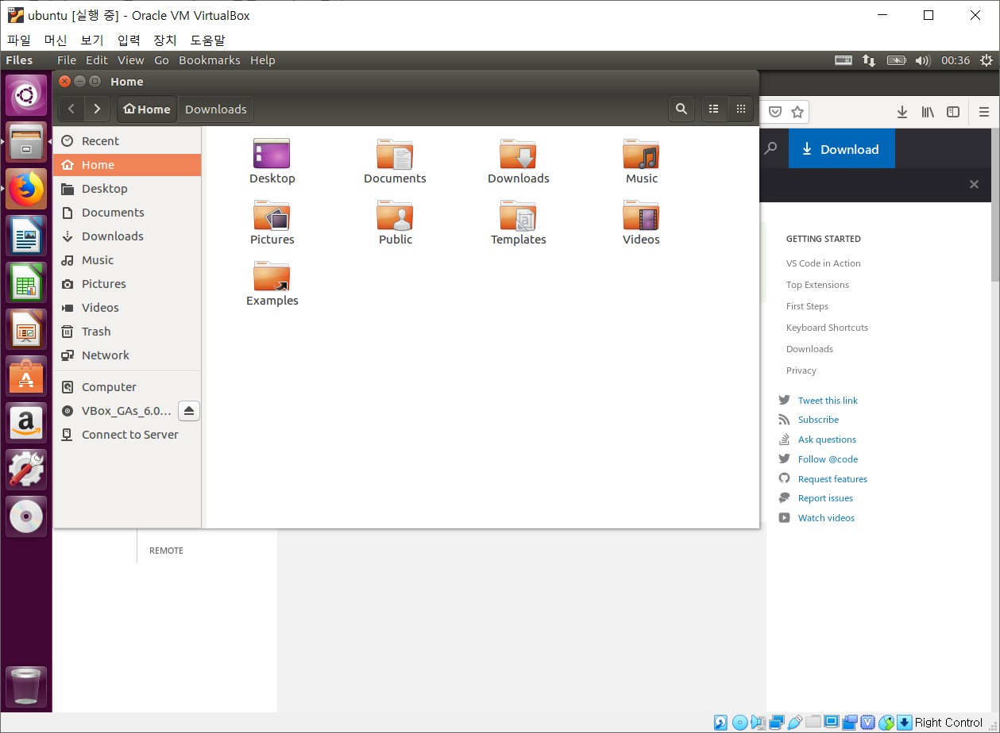 ubuntu [실행 중] - Oracle VM VirtualBox
파일 머신 보기 입력 장치 도움말
Files File Edit View Go Bookmarks Help 00:36
Home
Home Downloads
Download
Recent
Home
Desktop
Documents
Downloads
Music
Pictures
Videos
Trash
Network
Computer
VBox_GAs_6.0...
Connect to Server
Desktop Documents Downloads Music
Pictures Public Templates Videos
Examples
GETTING STARTED
VS Code in Action
Top Extensions
First Steps
Keyboard Shortcuts
Downloads
Privacy
Tweet this link
Subscribe
Ask questions
Follow @code
Request features
Report issues
Watch videos
REMOTE
Right Control